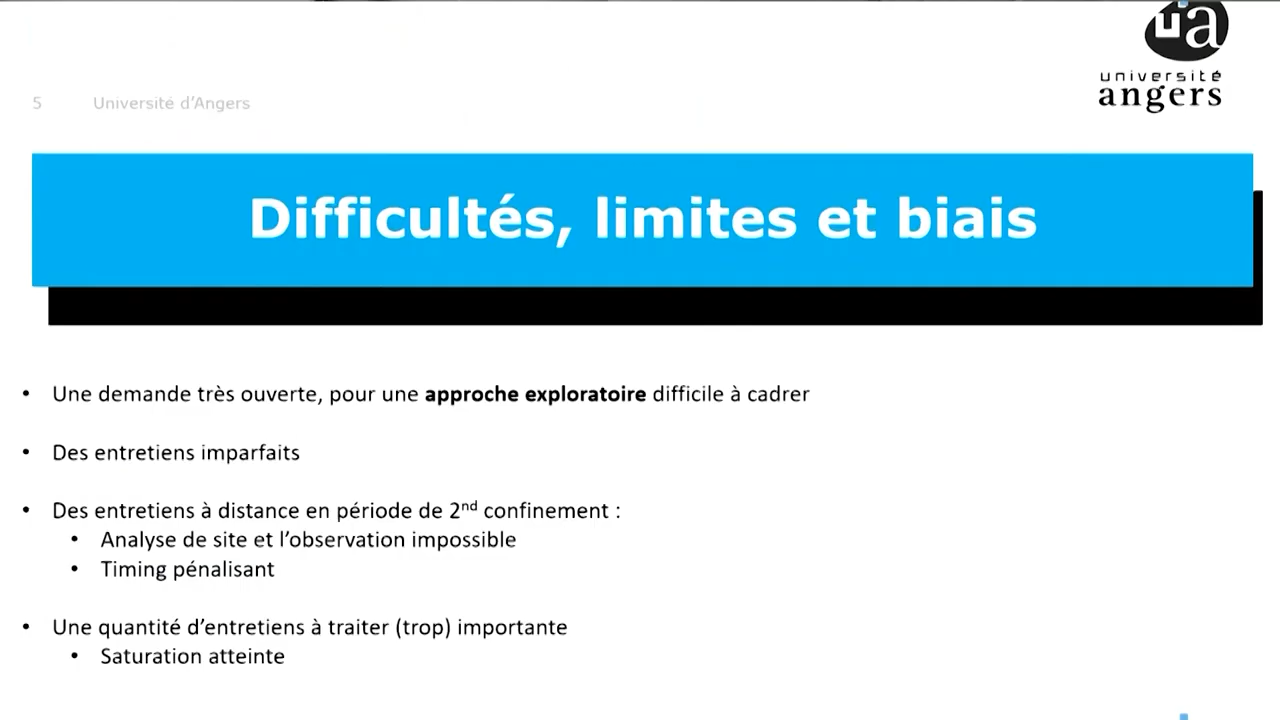 ua
université
angers
5 Université d'Angers
Difficultés, limites et biais
• Une demande très ouverte, pour une approche exploratoire difficile à cadrer
• Des entretiens imparfaits
• Des entretiens à distance en période de 2nd confinement :
• Analyse de site et l'observation impossible
• Timing pénalisant
• Une quantité d'entretiens à traiter (trop) importante
• Saturation atteinte